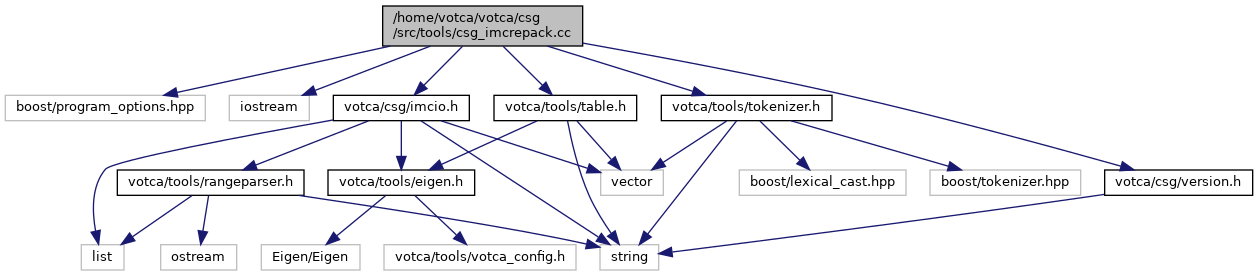 /home/votca/votca/csg
/src/tools/csg_imcrepack.cc
boost/program_options.hpp
iostream
votca/csg/imcio.h
votca/tools/table.h
votca/tools/tokenizer.h
votca/tools/rangeparser.h
votca/tools/eigen.h
vector
boost/lexical_cast.hpp
boost/tokenizer.hpp
votca/csg/version.h
list
ostream
Eigen/Eigen
votca/tools/votca_config.h
string